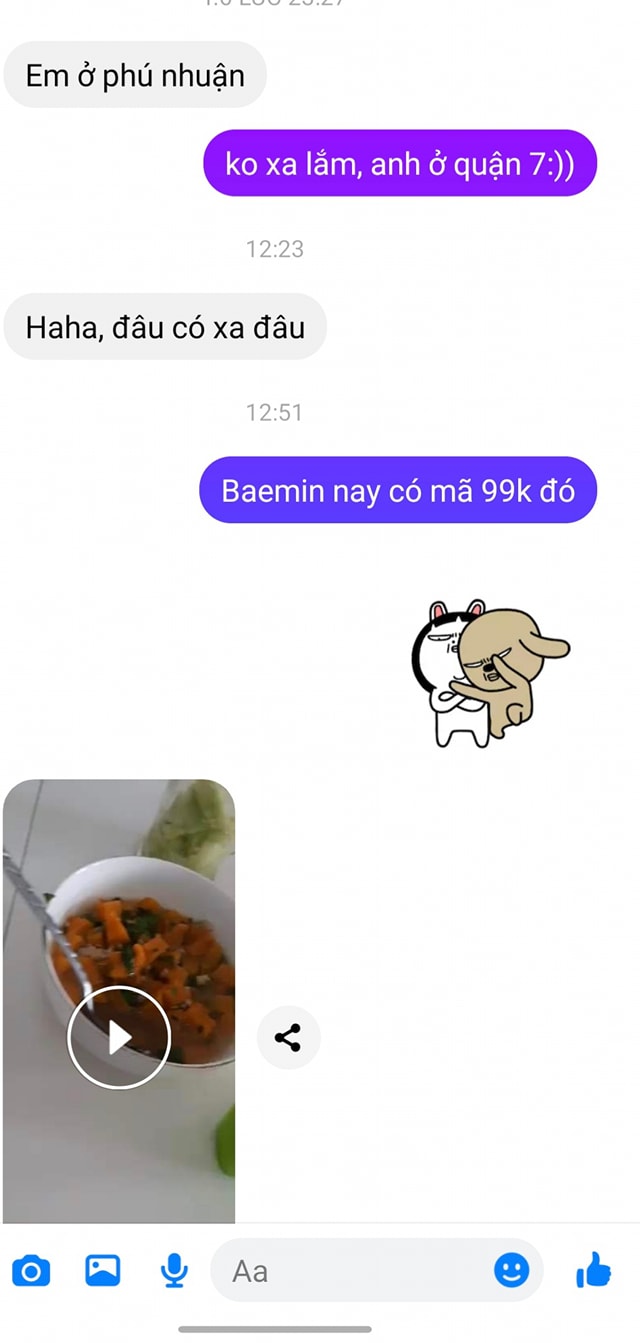 Em ở phú nhuận
ko xa lắm, anh ở quận 7:))
12:23
Haha, đâu có xa đâu
12:51
Baemin nay có mã 99k đó
Aa